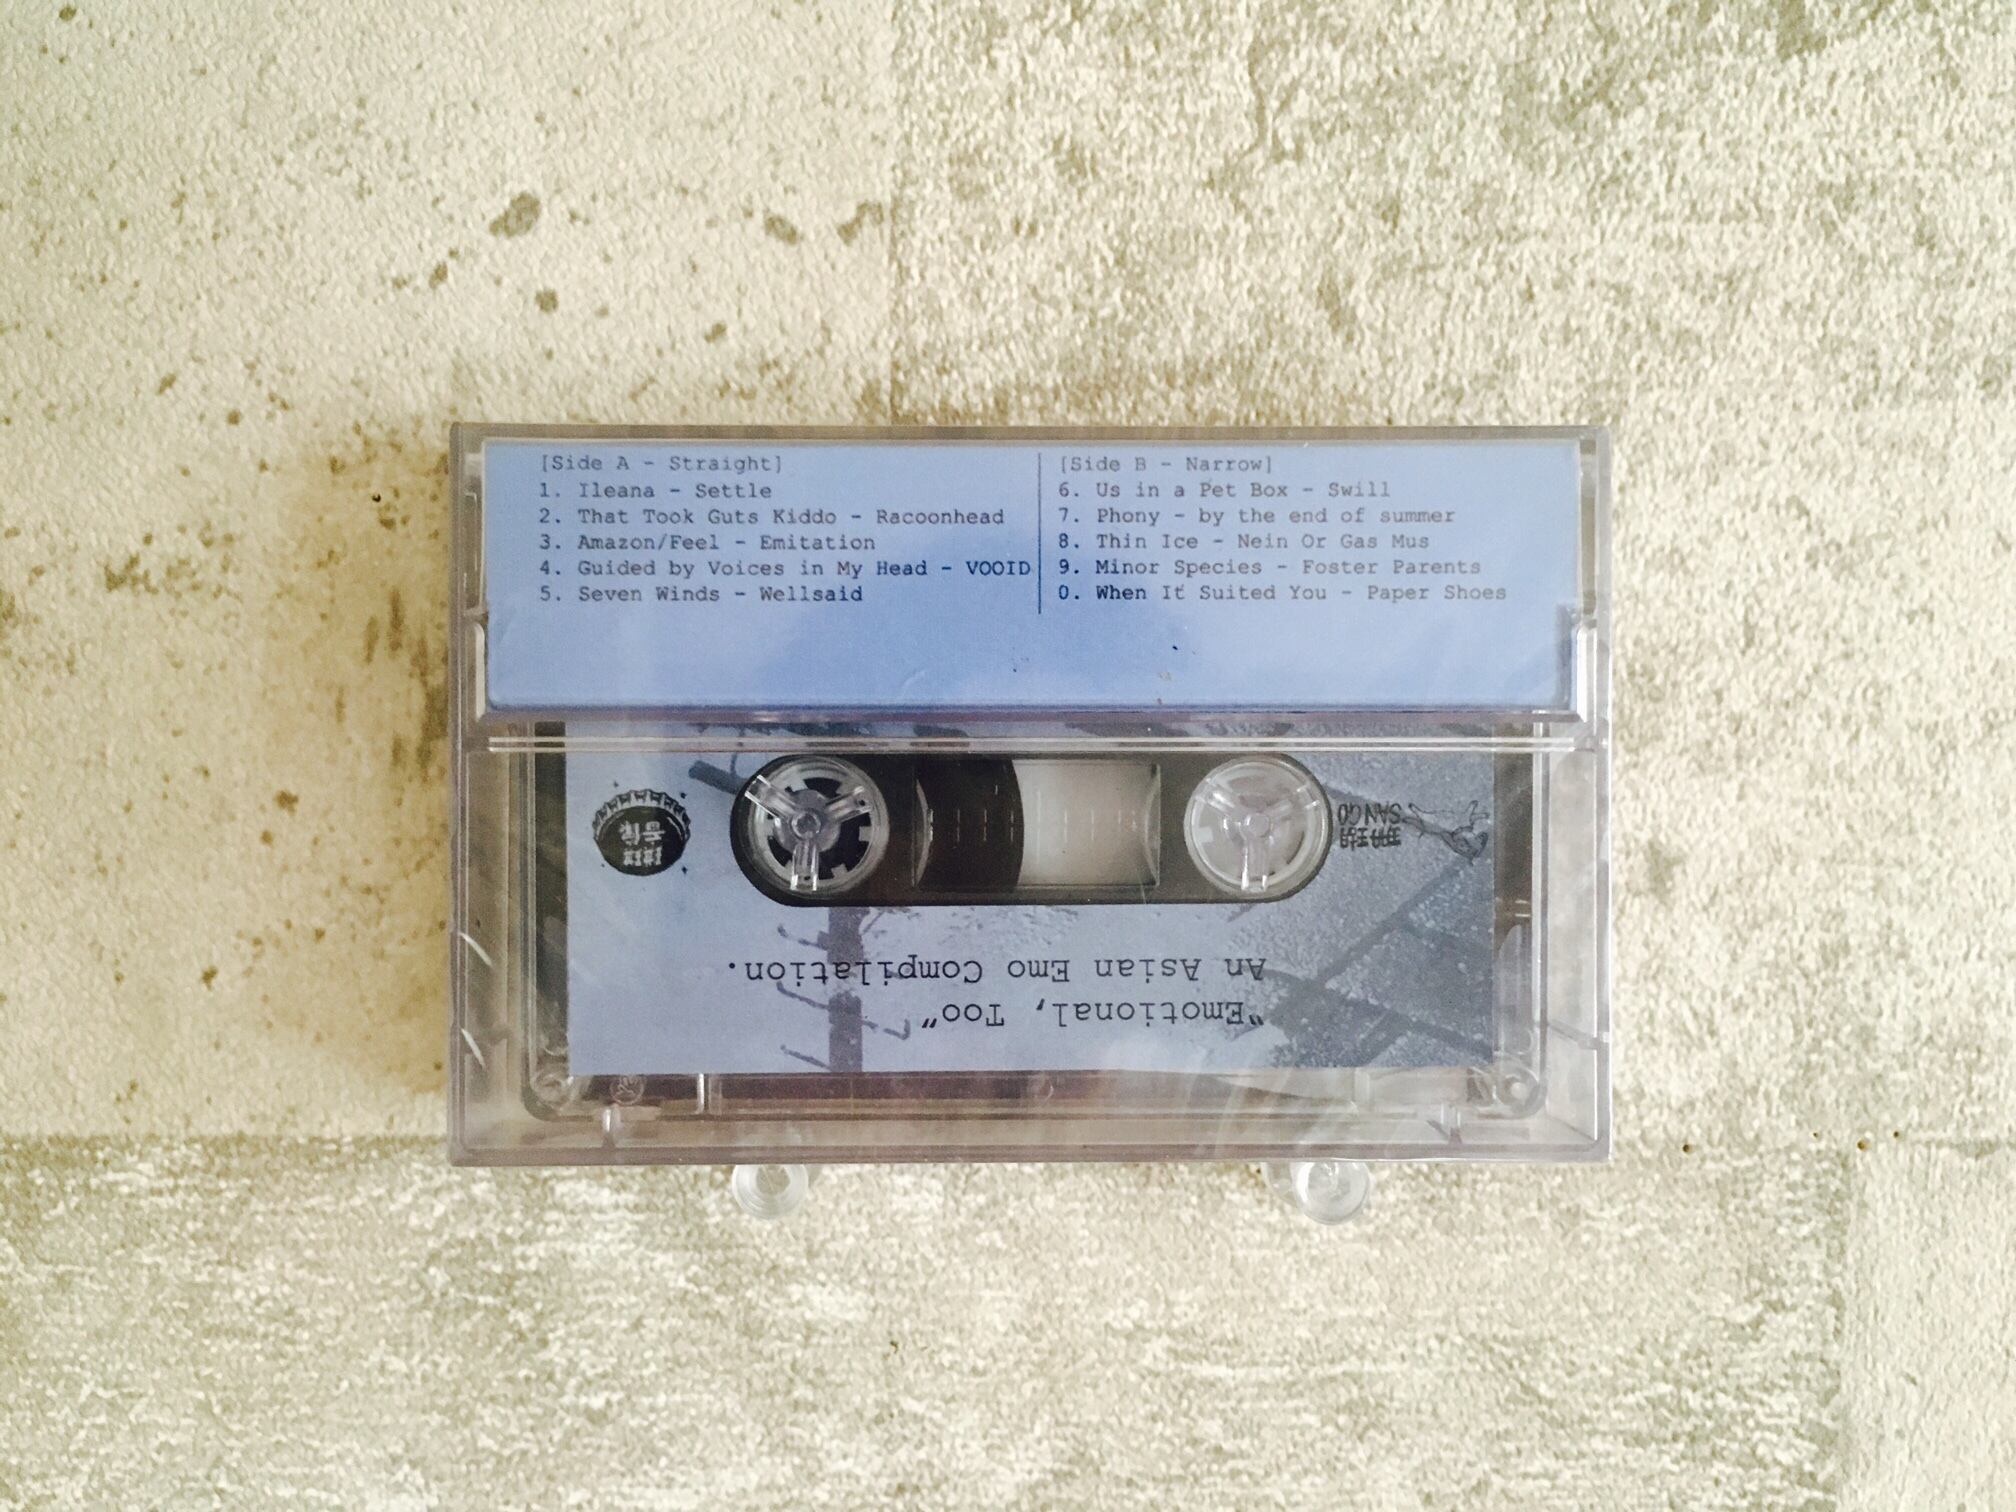 [Side A - Straight]
1. Ileana - Settle
2. That Took Guts Kiddo - Racoonhead
3. Amazon/Feel - Emitation
4. Guided by Voices in My Head - VOOID
5. Seven Winds - Wellsaid
[Side B - Narrow]
6. Us in a Pet Box - Swill
7. Phony - by the end of summer
8. Thin Ice - Nein Or Gas Mus
9. Minor Species - Foster Parents
0. When It Suited You - Paper Shoes
"Emotional, Too"
An Asian Emo Compilation.
SANGO